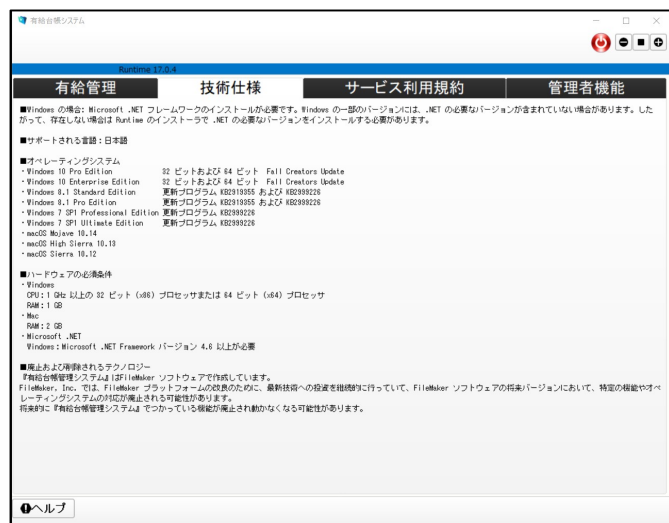 有給台帳システム
Runtime 17.0.4
有給管理 技術仕様 サービス利用規約 管理者機能
■Windows の場合: Microsoft .NET フレームワークのインストールが必要です。Windows の一部のバージョンには、.NET の必要なバージョンが含まれていない場合があります。した
がって、存在しない場合は Runtime のインストーラで .NET の必要なバージョンをインストールする必要があります。
■サポートされる言語：日本語
■オペレーティングシステム
・Windows 10 Pro Edition 32 ビットおよび 64 ビット Fall Creators Update
・Windows 10 Enterprise Edition 32 ビットおよび 64 ビット Fall Creators Update
・Windows 8.1 Standard Edition 更新プログラム KB2919355 および KB2999226
・Windows 8.1 Pro Edition 更新プログラム KB2919355 および KB2999226
・Windows 7 SP1 Professional Edition 更新プログラム KB2999226
・Windows 7 SP1 Ultimate Edition 更新プログラム KB2999226
・macOS Mojave 10.14
・macOS High Sierra 10.13
・macOS Sierra 10.12
■ハードウェアの必須条件
・Windows
CPU：1 GHz 以上の 32 ビット (x86) プロセッサまたは 64 ビット (x64) プロセッサ
RAM：1 GB
・Mac
RAM：2 GB
・Microsoft .NET
Windows：Microsoft .NET Framework バージョン 4.6 以上が必要
■廃止および削除されるテクノロジー
『有給台帳管理システム』はFileMaker ソフトウェアで作成しています。
FileMaker, Inc. では、FileMaker プラットフォームの改良のために、最新技術への投資を継続的に行っていて、FileMaker ソフトウェアの将来バージョンにおいて、特定の機能やオペ
レーティングシステムの対応が廃止される可能性があります。
将来的に『有給台帳管理システム』でつかっている機能が廃止され動かなくなる可能性があります。
ヘルプ